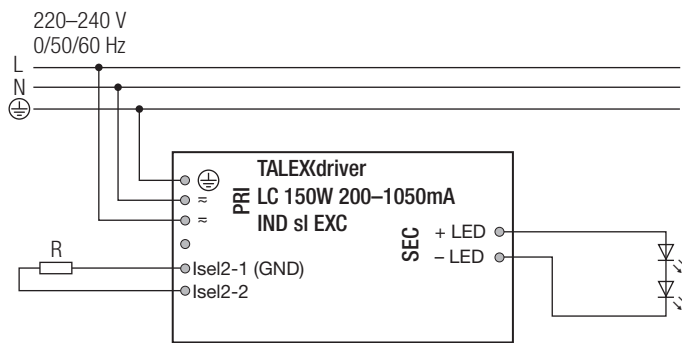 220–240 V
0/50/60 Hz
L
N
TALEXXdriver
PRI
LC 150W 200–1050mA
IND sl EXC
≂
≂
SEC
+ LED
– LED
R
Isel2-1 (GND)
Isel2-2